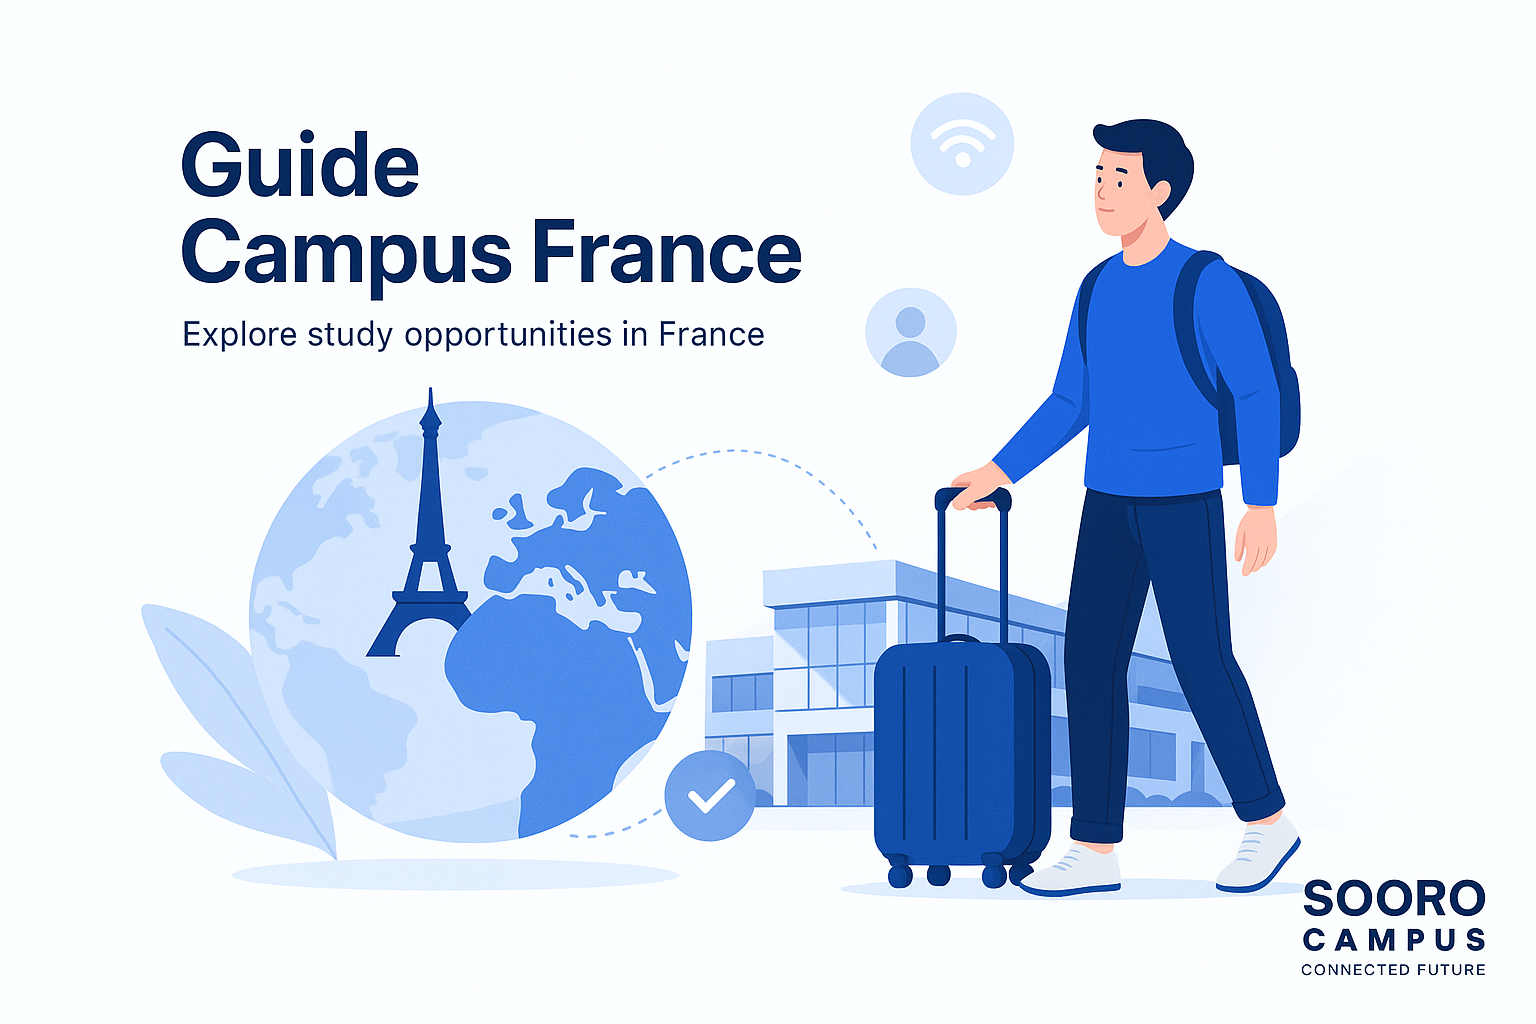 Guide
Campus France
Explore study opportunities in France
SOORO
CAMPUS
CONNECTED FUTURE